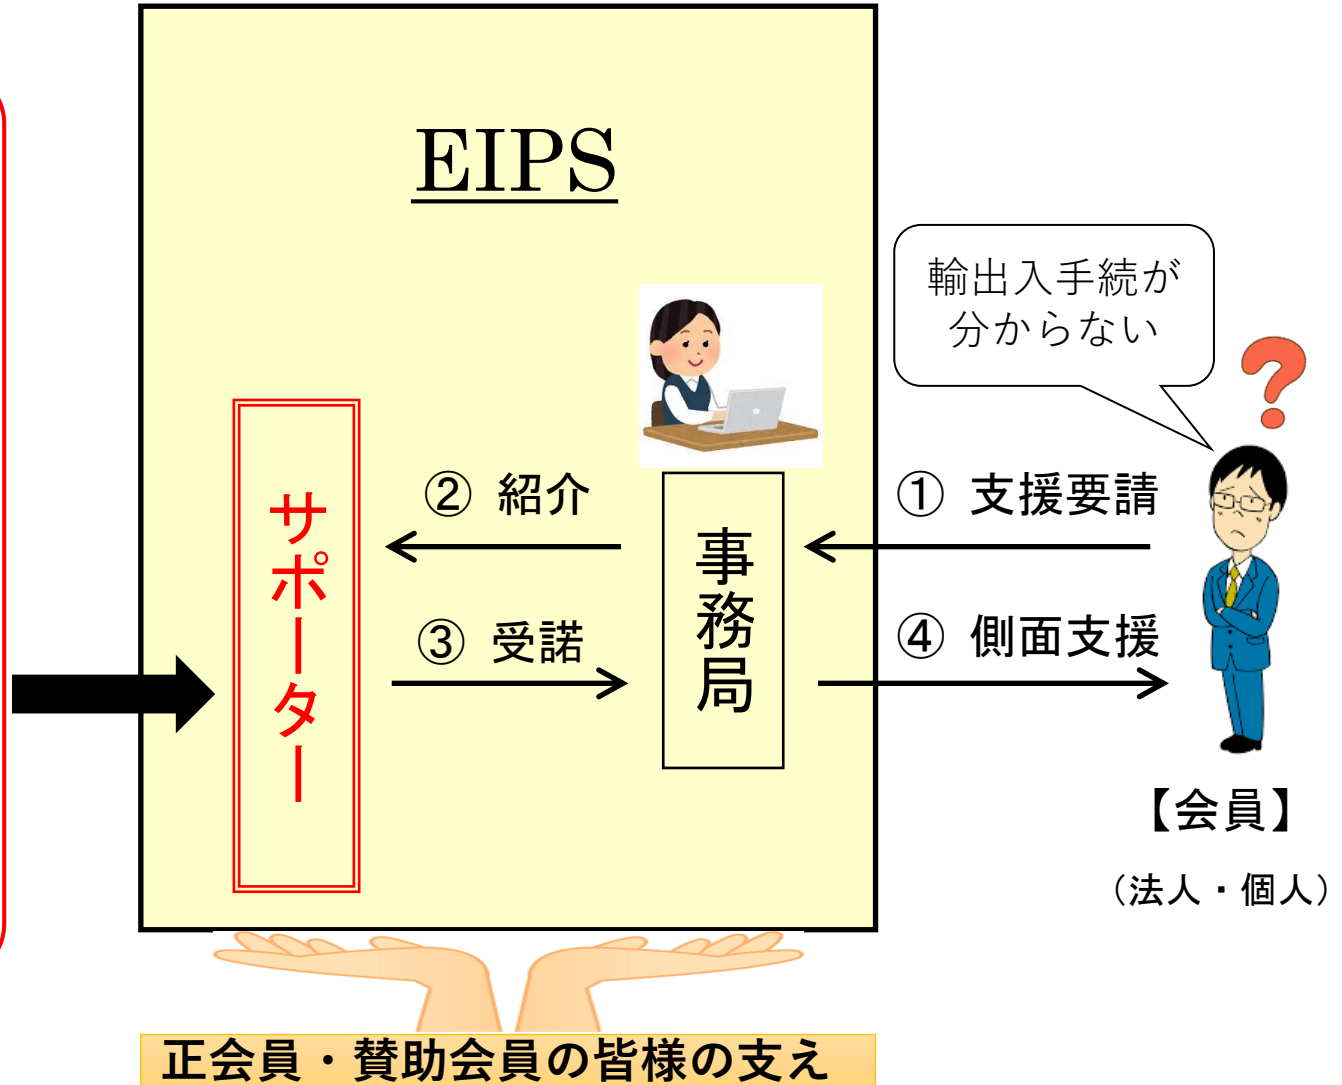 EIPS
輸出入手続が
分からない
② 紹介
① 支援要請
サポーター
事務局
③ 受諾
④ 側面支援
【会員】
（法人・個人）
正会員・賛助会員の皆様の支え